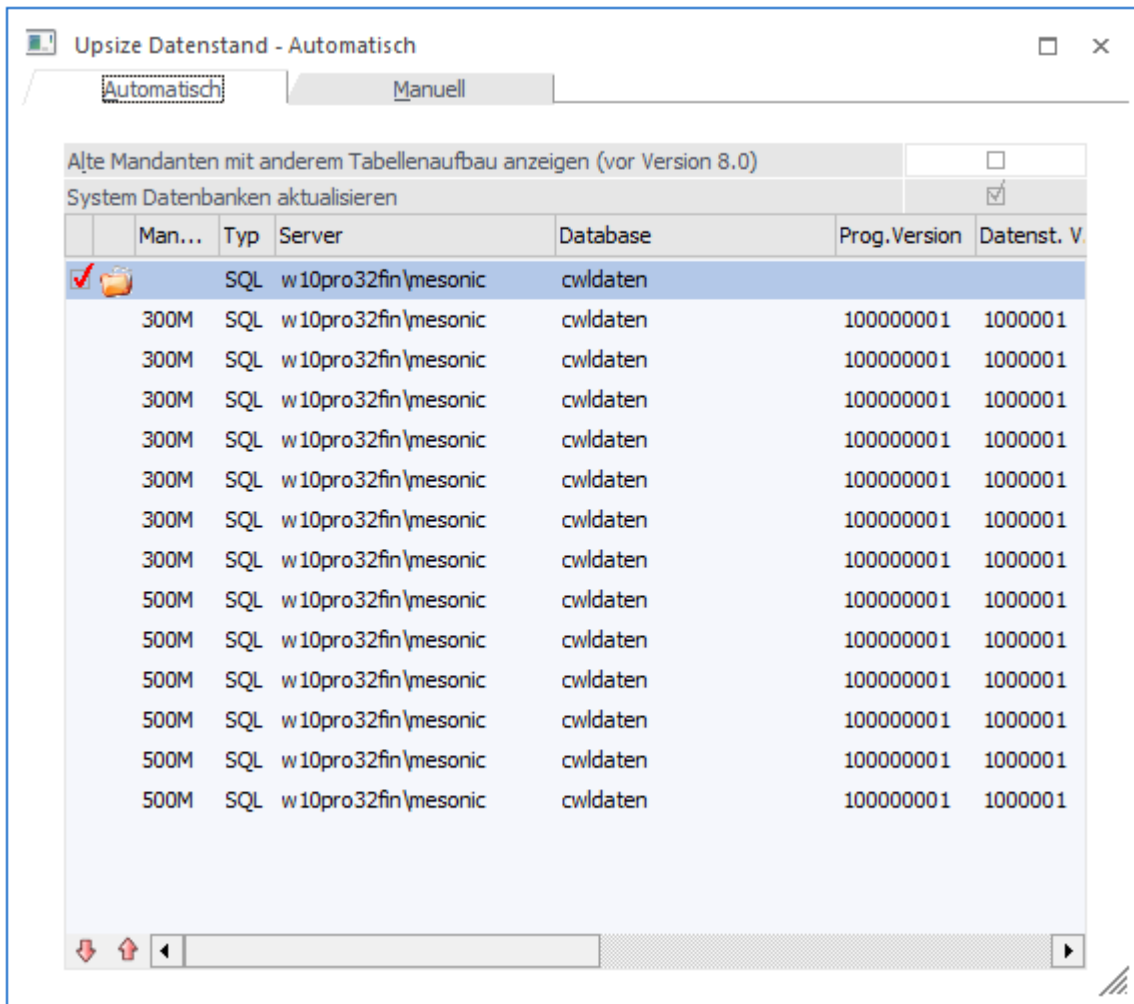 Upsize Datenstand - Automatisch
Automatisch Manuell
Alte Mandanten mit anderem Tabellenaufbau anzeigen (vor Version 8.0)
System Datenbanken aktualisieren
Man... Typ Server Database Prog.Version Datenst. V
SQL w10pro32fin\mesonic cwldaten
300M SQL w10pro32fin\mesonic cwldaten 100000001 1000001
300M SQL w10pro32fin\mesonic cwldaten 100000001 1000001
300M SQL w10pro32fin\mesonic cwldaten 100000001 1000001
300M SQL w10pro32fin\mesonic cwldaten 100000001 1000001
300M SQL w10pro32fin\mesonic cwldaten 100000001 1000001
300M SQL w10pro32fin\mesonic cwldaten 100000001 1000001
300M SQL w10pro32fin\mesonic cwldaten 100000001 1000001
500M SQL w10pro32fin\mesonic cwldaten 100000001 1000001
500M SQL w10pro32fin\mesonic cwldaten 100000001 1000001
500M SQL w10pro32fin\mesonic cwldaten 100000001 1000001
500M SQL w10pro32fin\mesonic cwldaten 100000001 1000001
500M SQL w10pro32fin\mesonic cwldaten 100000001 1000001
500M SQL w10pro32fin\mesonic cwldaten 100000001 1000001